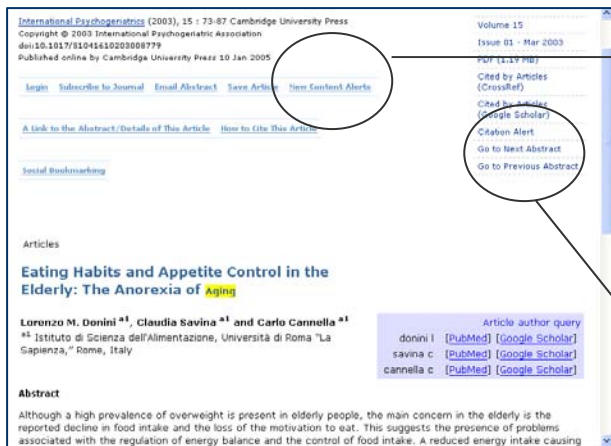 International Psychogeriatrics (2003), 15 : 73-87 Cambridge University Press
Copyright © 2003 International Psychogeriatric Association
doi:10.1017/S1041610203008779
Published online by Cambridge University Press 10 Jan 2005
Login Subscribe to Journal Email Abstract Save Article New Content Alerts
A Link to the Abstract/Details of This Article How to Cite This Article
Social Bookmarking
Volume 15
Issue 01 - Mar 2003
PDF (1.19 MB)
Cited by Articles
(CrossRef)
Cited by Articles
(Google Scholar)
Citation Alert
Go to Next Abstract
Go to Previous Abstract
Articles
Eating Habits and Appetite Control in the
Elderly: The Anorexia of Aging
Lorenzo M. Donini a1, Claudia Savina a1 and Carlo Cannella a1
a1 Istituto di Scienza dell'Alimentazione, Università di Roma "La
Sapienza," Rome, Italy
Article author query
donini l [PubMed] [Google Scholar]
savina c [PubMed] [Google Scholar]
cannella c [PubMed] [Google Scholar]
Abstract
Although a high prevalence of overweight is present in elderly people, the main concern in the elderly is the
reported decline in food intake and the loss of the motivation to eat. This suggests the presence of problems
associated with the regulation of energy balance and the control of food intake. A reduced energy intake causing